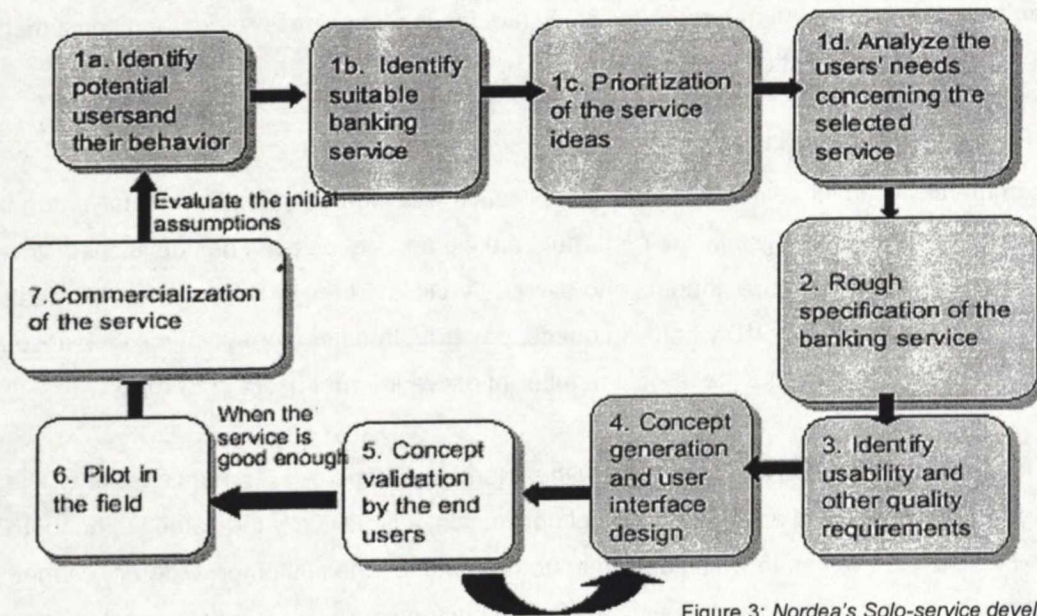 1a. Identify
potential
usersand
their behavior
1b. Identify
suitable
banking
service
1c. Prioritization
of the service
ideas
1d. Analyze the
users' needs
concerning the
selected
service
Evaluate the initial
assumptions
2. Rough
specification of the
banking service
3. Identify
usability and
other quality
requirements
4. Concept
generation
and user
interface
design
5. Concept
validation
by the end
users
When the
service is
good enough
6. Pilot in
the field
7.Commercialization
of the service
Figure 3: Nordea's Solo-service devel